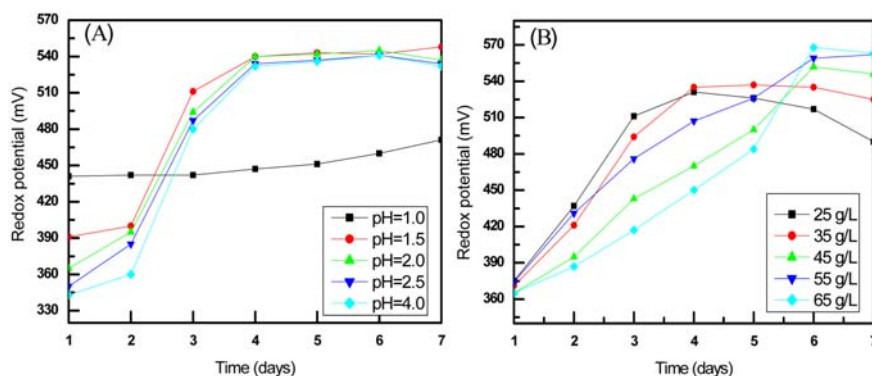 (A)
Redox potential (mV)
570
540
510
480
450
420
390
360
330
1 2 3 4 5 6 7
Time (days)
pH=1.0
pH=1.5
pH=2.0
pH=2.5
pH=4.0
(B)
Redox potential (mV)
570
540
510
480
450
420
390
360
1 2 3 4 5 6 7
Time (days)
25 g/L
35 g/L
45 g/L
55 g/L
65 g/L